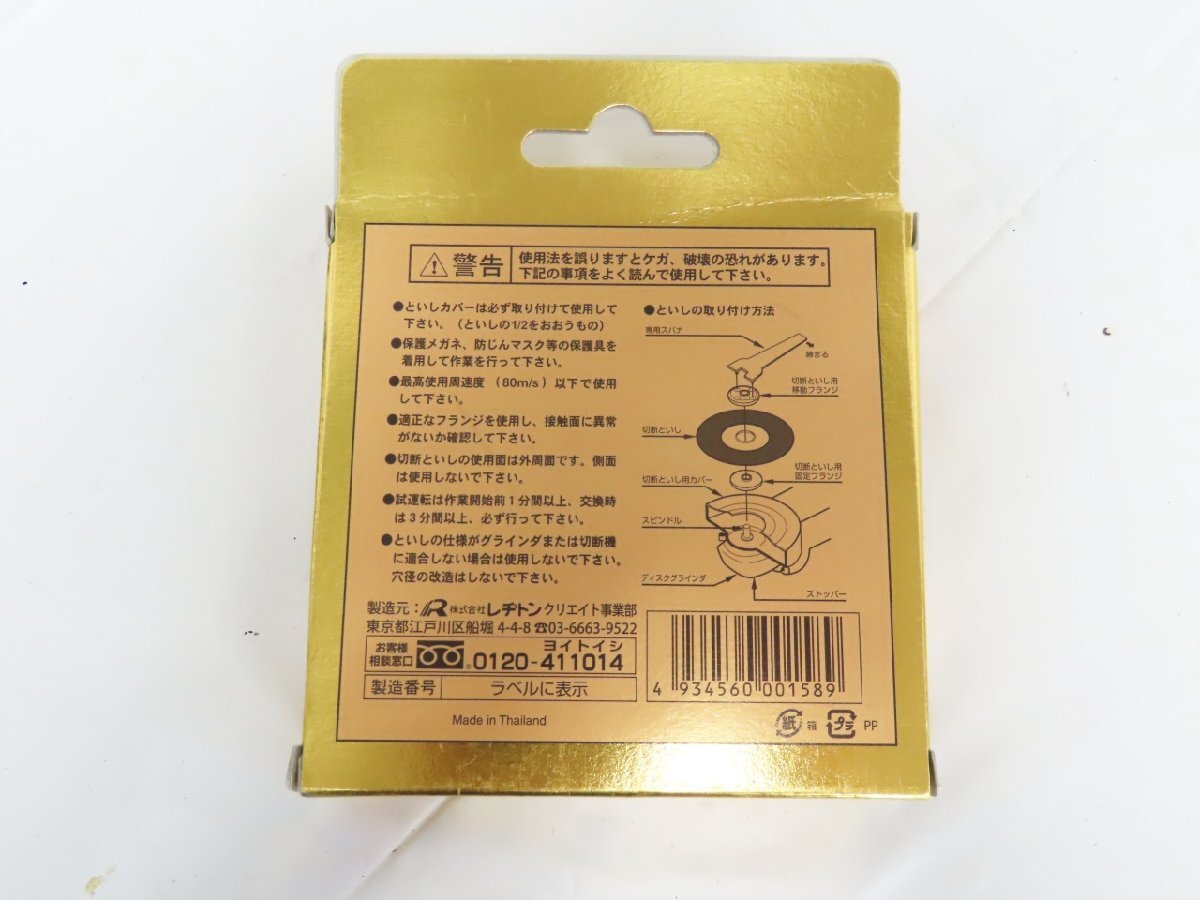 警告
使用法を誤りますとケガ、破壊の恐れがあります。
下記の事項をよく読んで使用して下さい。
●といしカバーは必ず取り付けて使用して
下さい。（といしの1/2をおおうもの）
●保護メガネ、防じんマスク等の保護具を
着用して作業を行って下さい。
●最高使用周速度（80m/s）以下で使用
して下さい。
●適正なフランジを使用し、接触面に異常
がないか確認して下さい。
●切断といしの使用面は外周面です。側面
は使用しないで下さい。
●試運転は作業開始前1分間以上、交換時
は3分間以上、必ず行って下さい。
●といしの仕様がグラインダまたは切断機
に適合しない場合は使用しないで下さい。
穴径の改造はしないで下さい。
●といしの取り付け方法
専用スパナ
締まる
切断といし用
移動フランジ
切断といし
切断といし用
固定フランジ
切断といし用カバー
スピンドル
ディスクグラインダ
ストッパー
製造元：R 株式会社レヂトン クリエイト事業部
東京都江戸川区船堀 4-4-8 ☎03-6663-9522
お客様
相談窓口
ヨイトイシ
0120-411014
製造番号 ラベルに表示
Made in Thailand
4 934560 001589
紙 箱 プラ PP